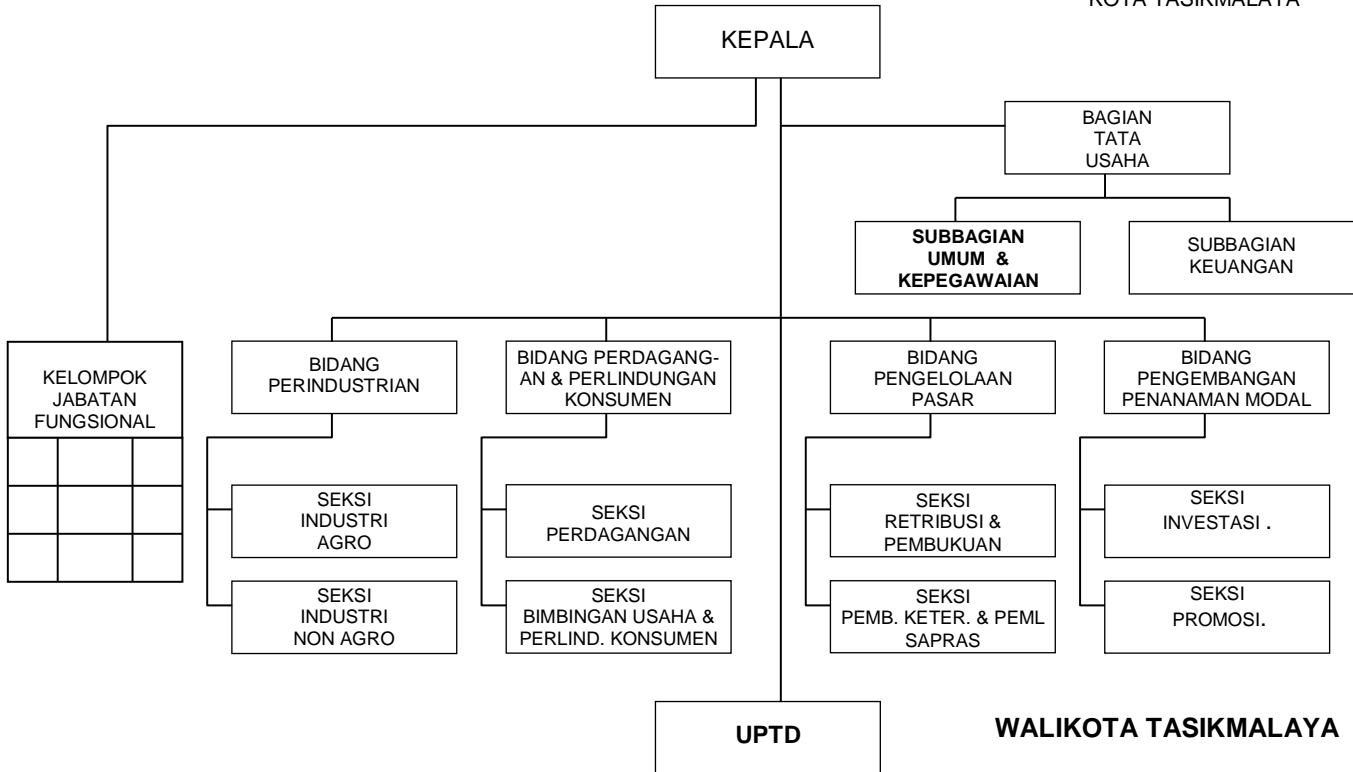 KOTA TASIKMALAYA
KEPALA
BAGIAN
TATA
USAHA
SUBBAGIAN
UMUM &
KEPEGAWAIAN
SUBBAGIAN
KEUANGAN
KELOMPOK
JABATAN
FUNGSIONAL
BIDANG
PERINDUSTRIAN
BIDANG PERDAGANG-
AN & PERLINDUNGAN
KONSUMEN
BIDANG
PENGELOLAAN
PASAR
BIDANG
PENGEMBANGAN
PENANAMAN MODAL
SEKSI
INDUSTRI
AGRO
SEKSI
PERDAGANGAN
SEKSI
RETRIBUSI &
PEMBUKUAN
SEKSI
INVESTASI .
SEKSI
INDUSTRI
NON AGRO
SEKSI
BIMBINGAN USAHA &
PERLIND. KONSUMEN
SEKSI
PEMB. KETER. & PEML
SAPRAS
SEKSI
PROMOSI.
UPTD
WALIKOTA TASIKMALAYA